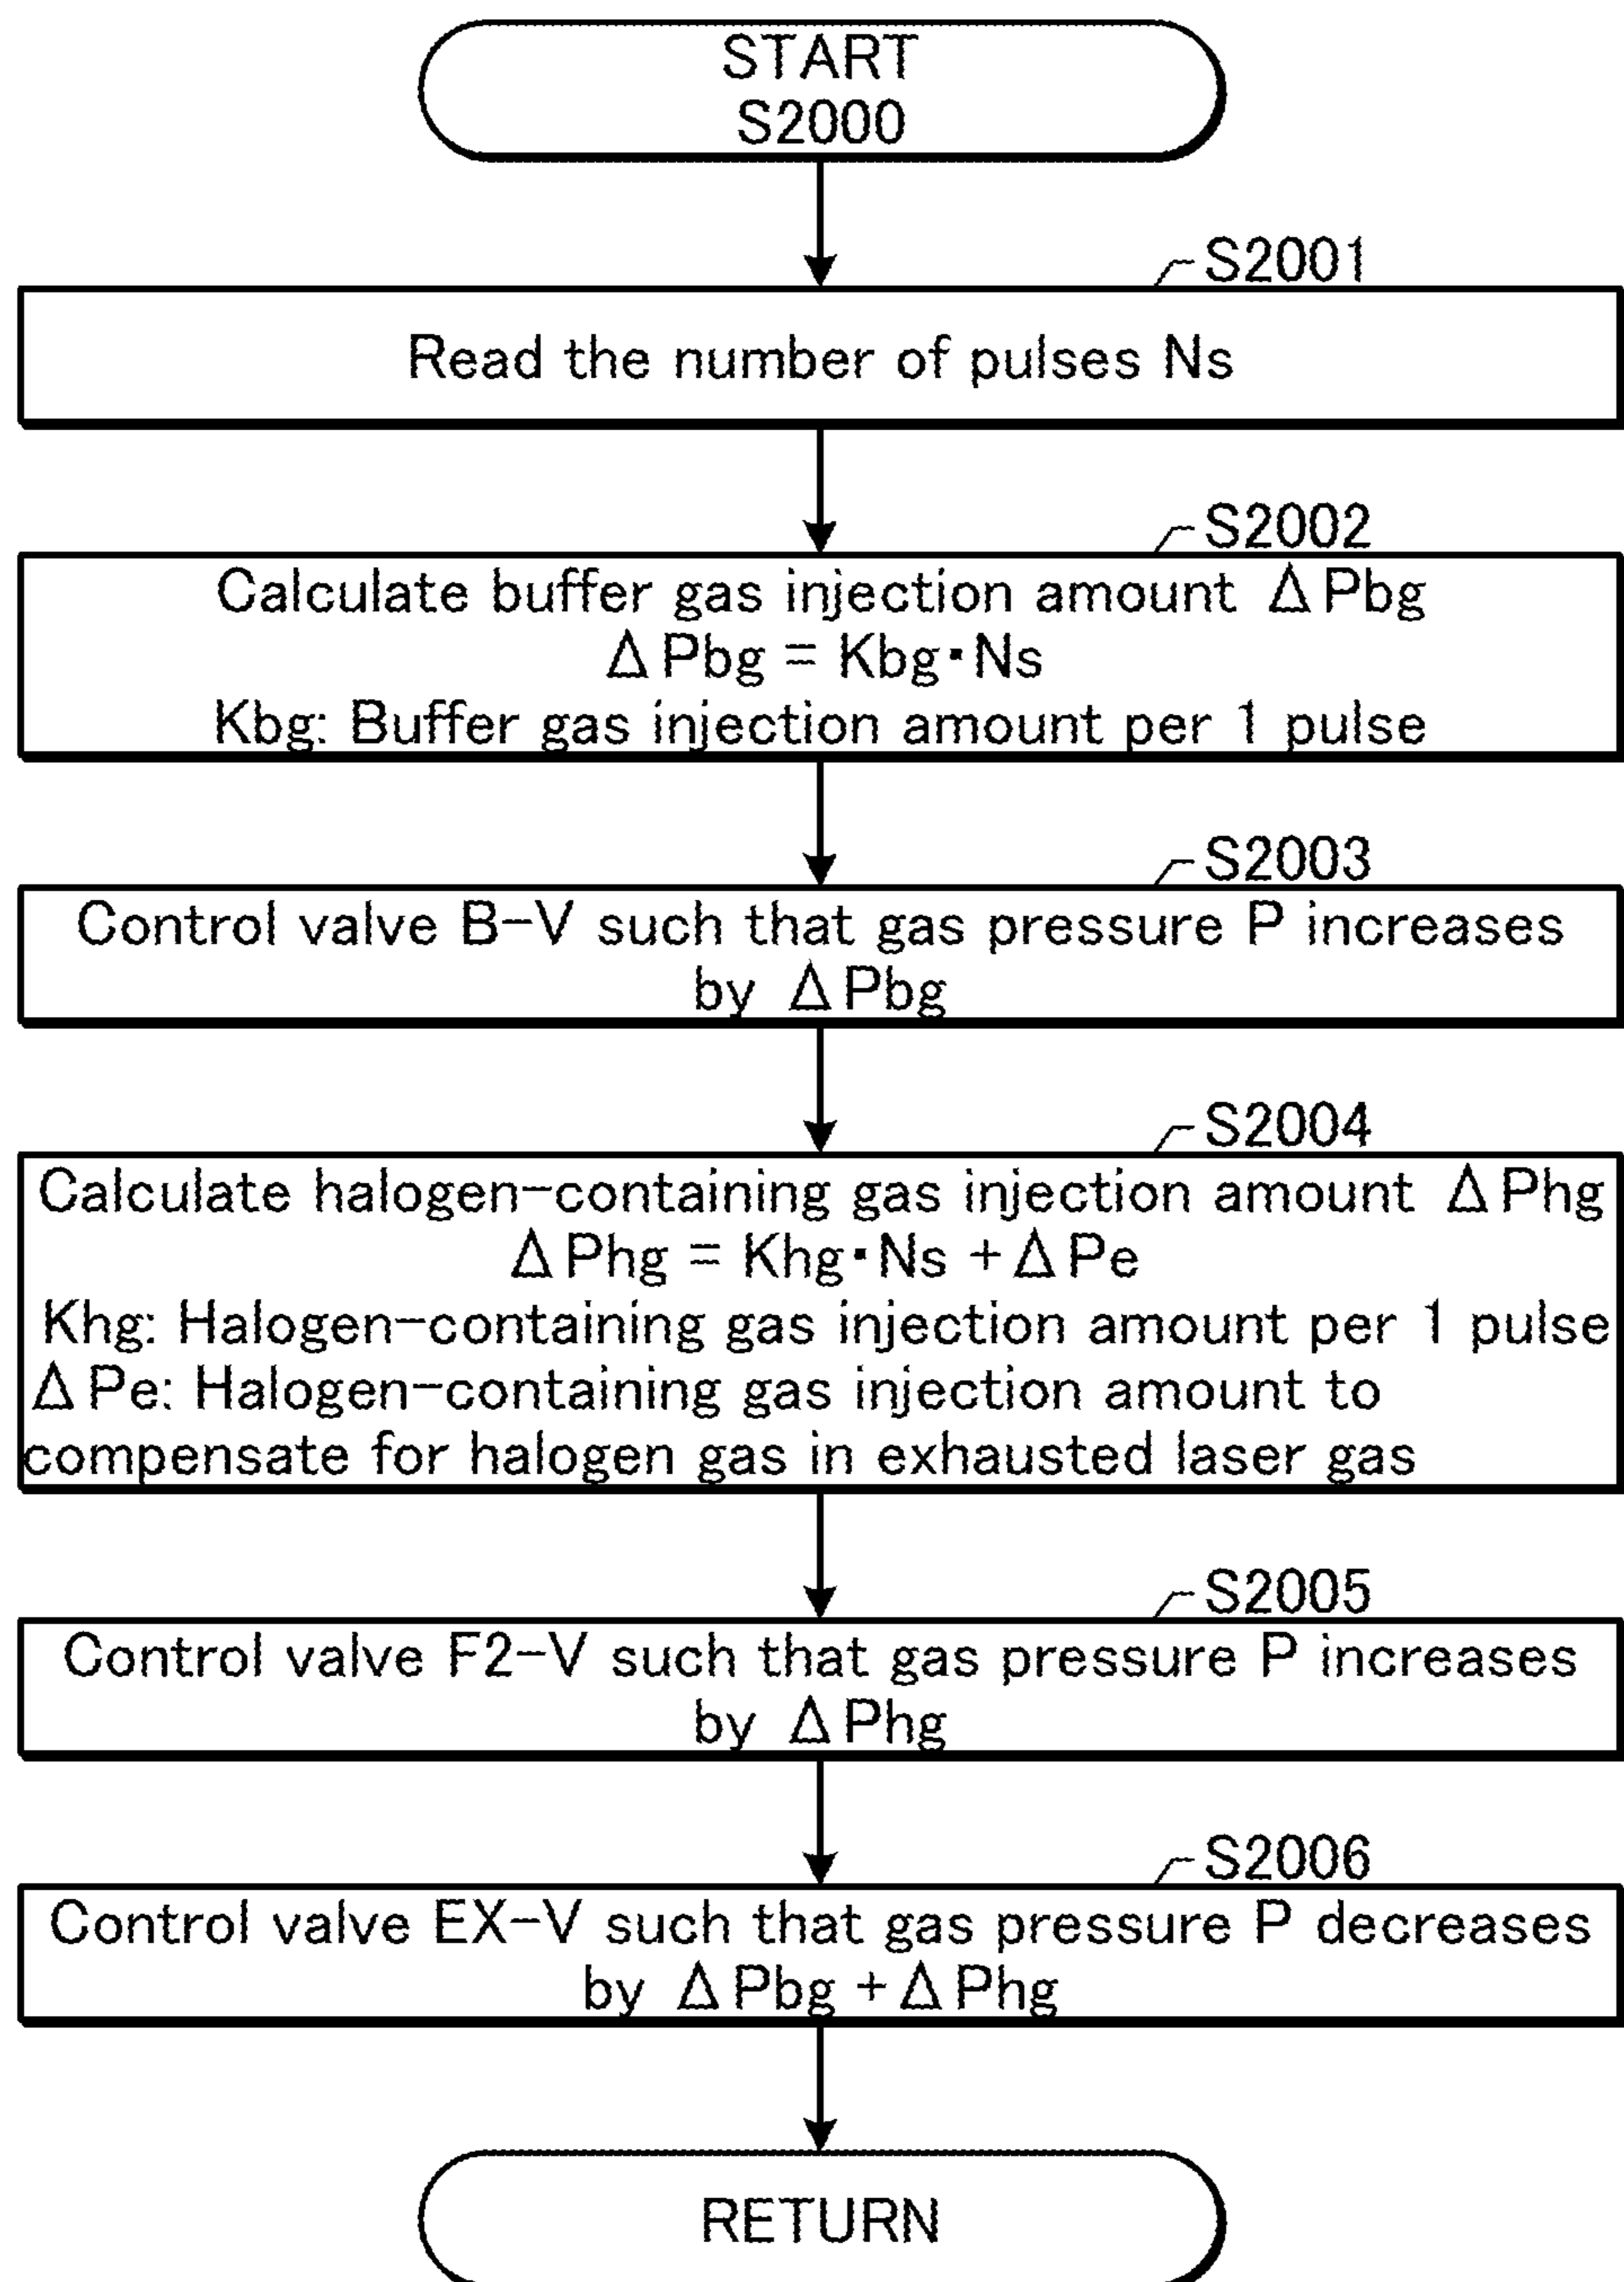 START
S2000
S2001
Read the number of pulses Ns
S2002
Calculate buffer gas injection amount ΔPbg
ΔPbg = Kbg・Ns
Kbg: Buffer gas injection amount per 1 pulse
S2003
Control valve B-V such that gas pressure P increases
by ΔPbg
S2004
Calculate halogen-containing gas injection amount ΔPhg
ΔPhg = Khg・Ns +ΔPe
Khg: Halogen-containing gas injection amount per 1 pulse
ΔPe: Halogen-containing gas injection amount to
compensate for halogen gas in exhausted laser gas
S2005
Control valve F2-V such that gas pressure P increases
by ΔPhg
S2006
Control valve EX-V such that gas pressure P decreases
by ΔPbg +ΔPhg
RETURN